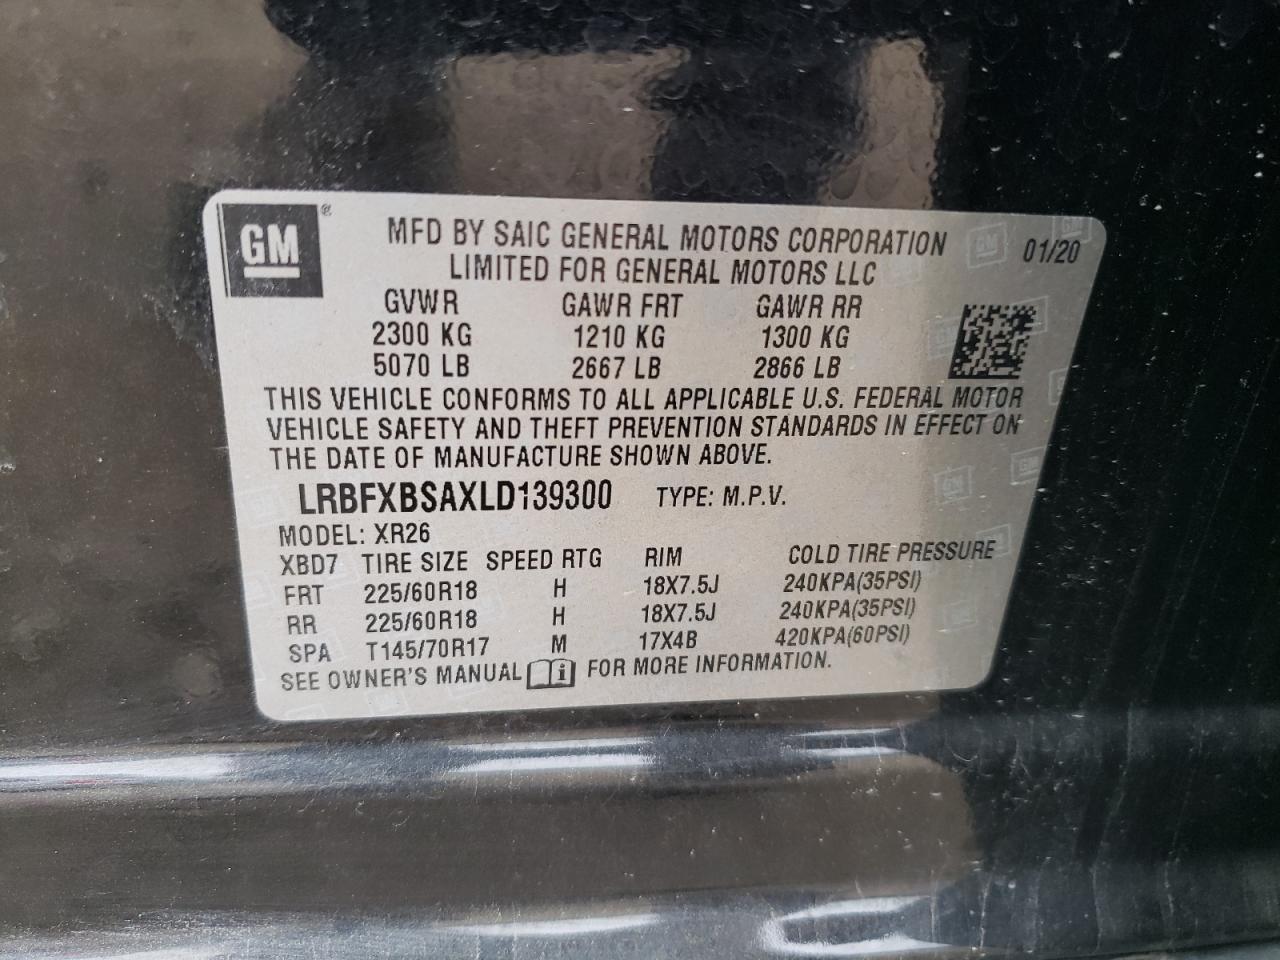 GM ®
MFD BY SAIC GENERAL MOTORS CORPORATION 01/20
LIMITED FOR GENERAL MOTORS LLC
GVWR GAWR FRT GAWR RR
2300 KG 1210 KG 1300 KG
5070 LB 2667 LB 2866 LB
THIS VEHICLE CONFORMS TO ALL APPLICABLE U.S. FEDERAL MOTOR
VEHICLE SAFETY AND THEFT PREVENTION STANDARDS IN EFFECT ON
THE DATE OF MANUFACTURE SHOWN ABOVE.
LRBFXBSAXLD139300 TYPE: M.P.V.
MODEL: XR26
XBD7 TIRE SIZE SPEED RTG RIM COLD TIRE PRESSURE
FRT 225/60R18 H 18X7.5J 240KPA(35PSI)
RR 225/60R18 H 18X7.5J 240KPA(35PSI)
SPA T145/70R17 M 17X4B 420KPA(60PSI)
SEE OWNER'S MANUAL i FOR MORE INFORMATION.